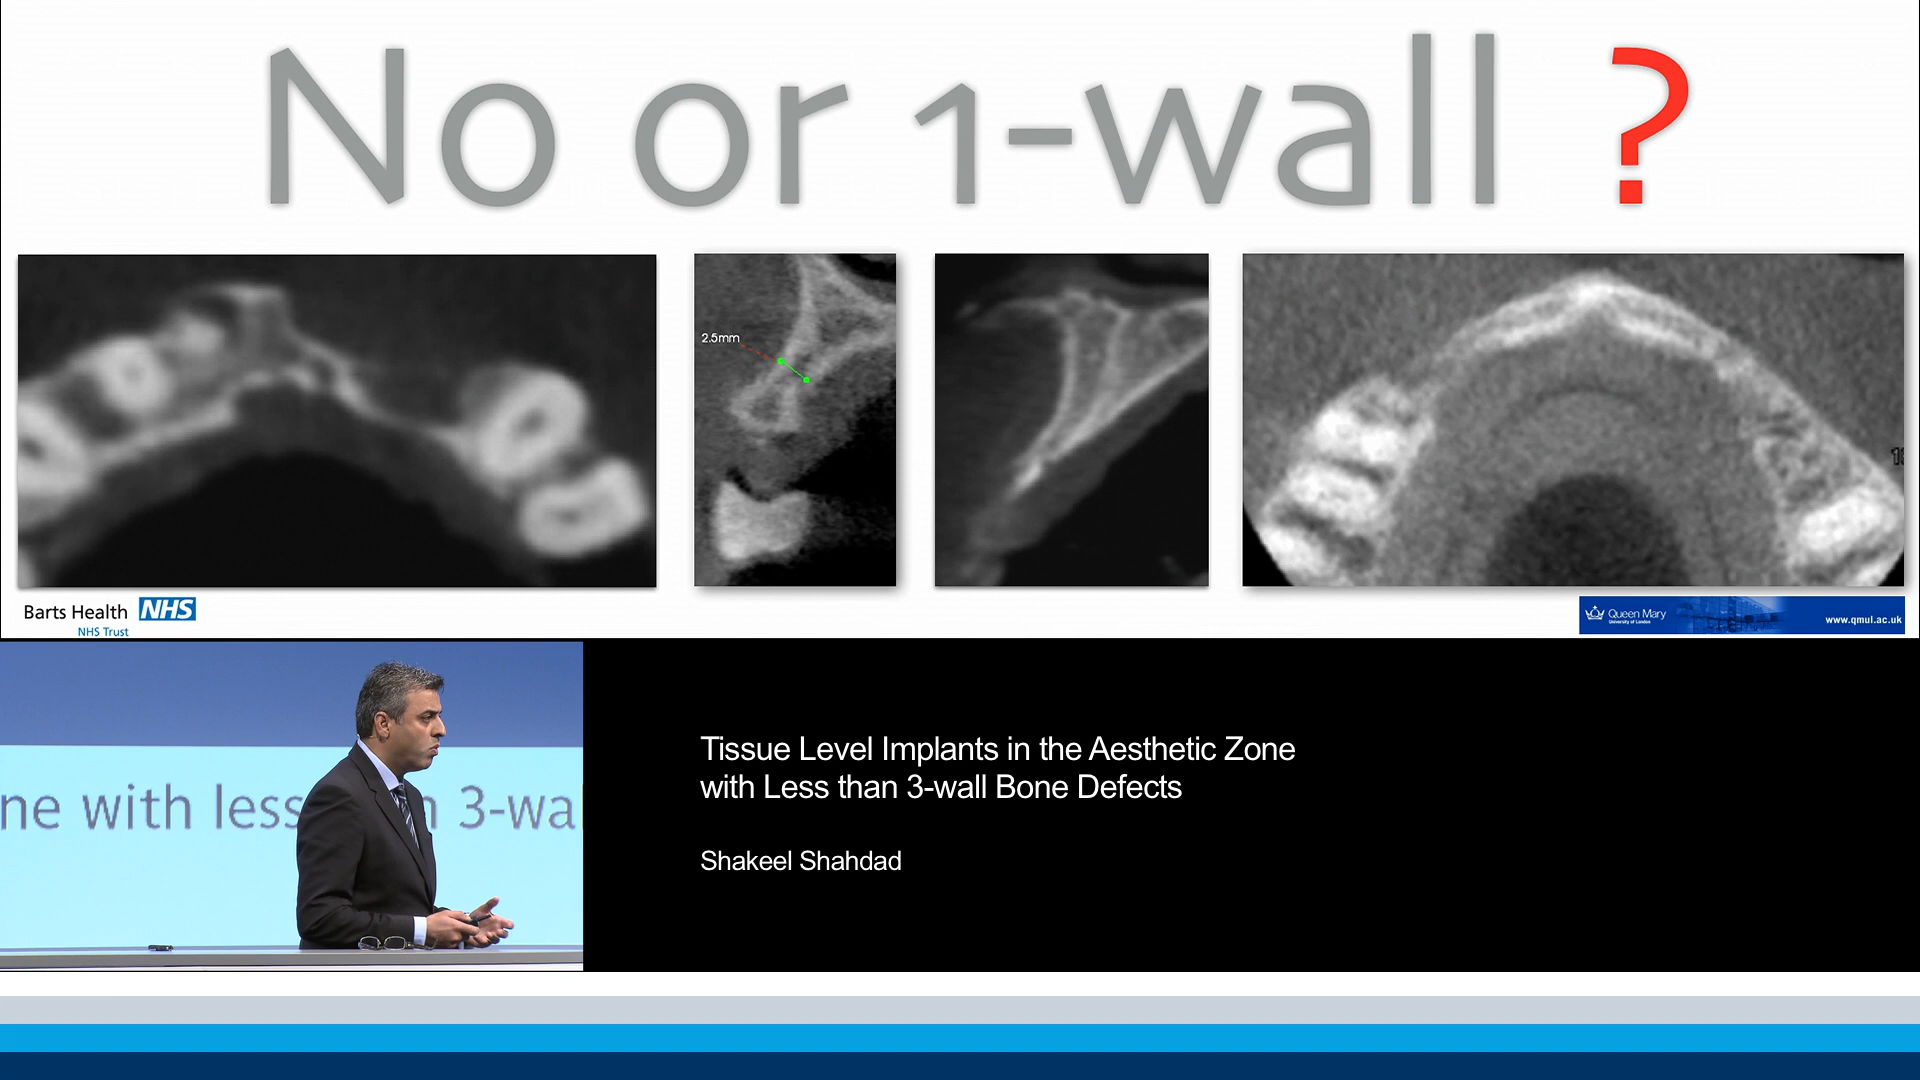 No or 1-wall ?
2.5mm
Barts Health NHS
NHS Trust
Queen Mary
University of London
www.qmul.ac.uk
ne with less n 3-wa
Tissue Level Implants in the Aesthetic Zone
with Less than 3-wall Bone Defects
Shakeel Shahdad